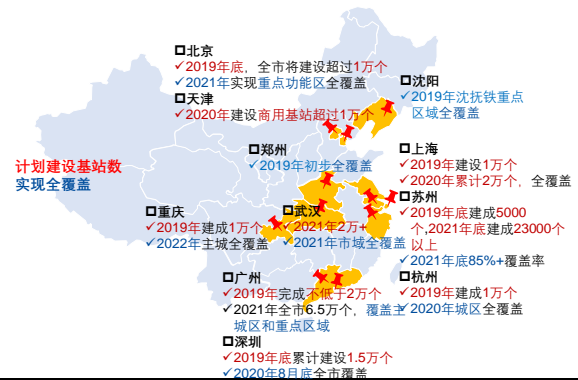 北京
2019年底，全市将建设超过1万个
2021年实现重点功能区全覆盖
天津
2020年建设商用基站超过1万个
沈阳
2019年沈抚铁重点
区域全覆盖
郑州
2019年初步全覆盖
计划建设基站数
实现全覆盖
上海
2019年建设1万个
2020年累计2万个，全覆盖
苏州
2019年底建成5000
个,2021年底建成23000个
以上
2021年底85%+覆盖率
重庆
2019年建成1万个
2022年主城全覆盖
武汉
2021年2万+
2021年市域全覆盖
杭州
2019年建成1万个
2020年城区全覆盖
广州
2019年完成不低于2万个
2021年全市6.5万个，覆盖主
城区和重点区域
深圳
2019年底累计建设1.5万个
2020年8月底全市覆盖